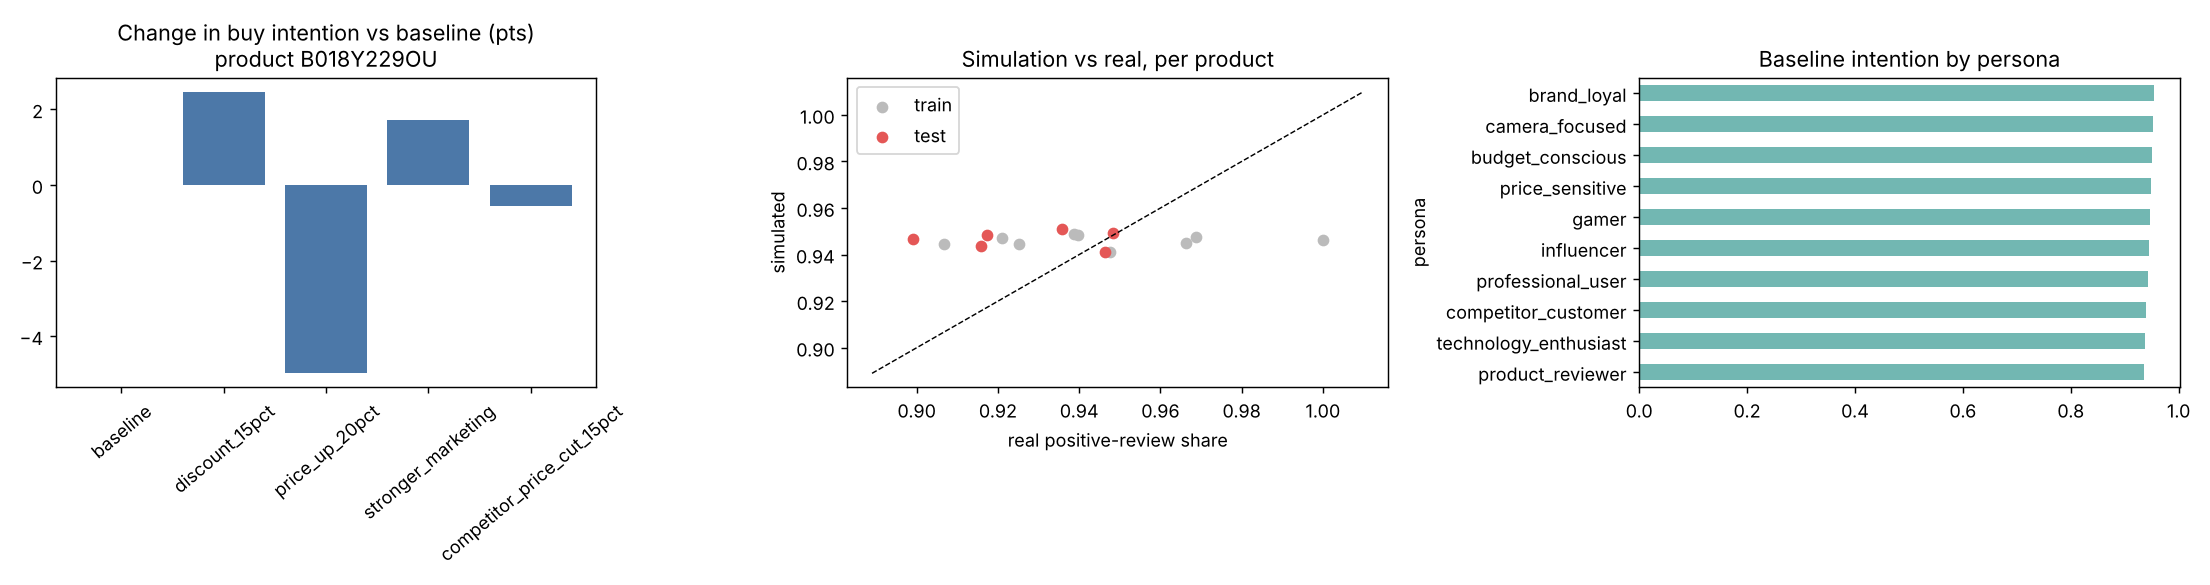 Change in buy intention vs baseline (pts)
product B018Y229OU
2
0
−2
−4
baseline
discount_15pct
price_up_20pct
stronger_marketing
competitor_price_cut_15pct
Simulation vs real, per product
train
test
simulated
1.00
0.98
0.96
0.94
0.92
0.90
0.90 0.92 0.94 0.96 0.98 1.00
real positive-review share
Baseline intention by persona
persona
brand_loyal
camera_focused
budget_conscious
price_sensitive
gamer
influencer
professional_user
competitor_customer
technology_enthusiast
product_reviewer
0.0 0.2 0.4 0.6 0.8 1.0